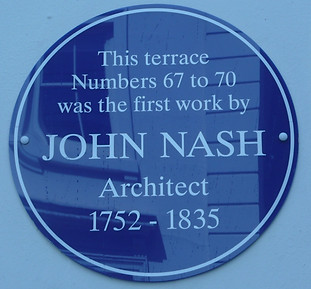 This terrace
Numbers 67 to 70
was the first work by
JOHN NASH
Architect
1752 - 1835